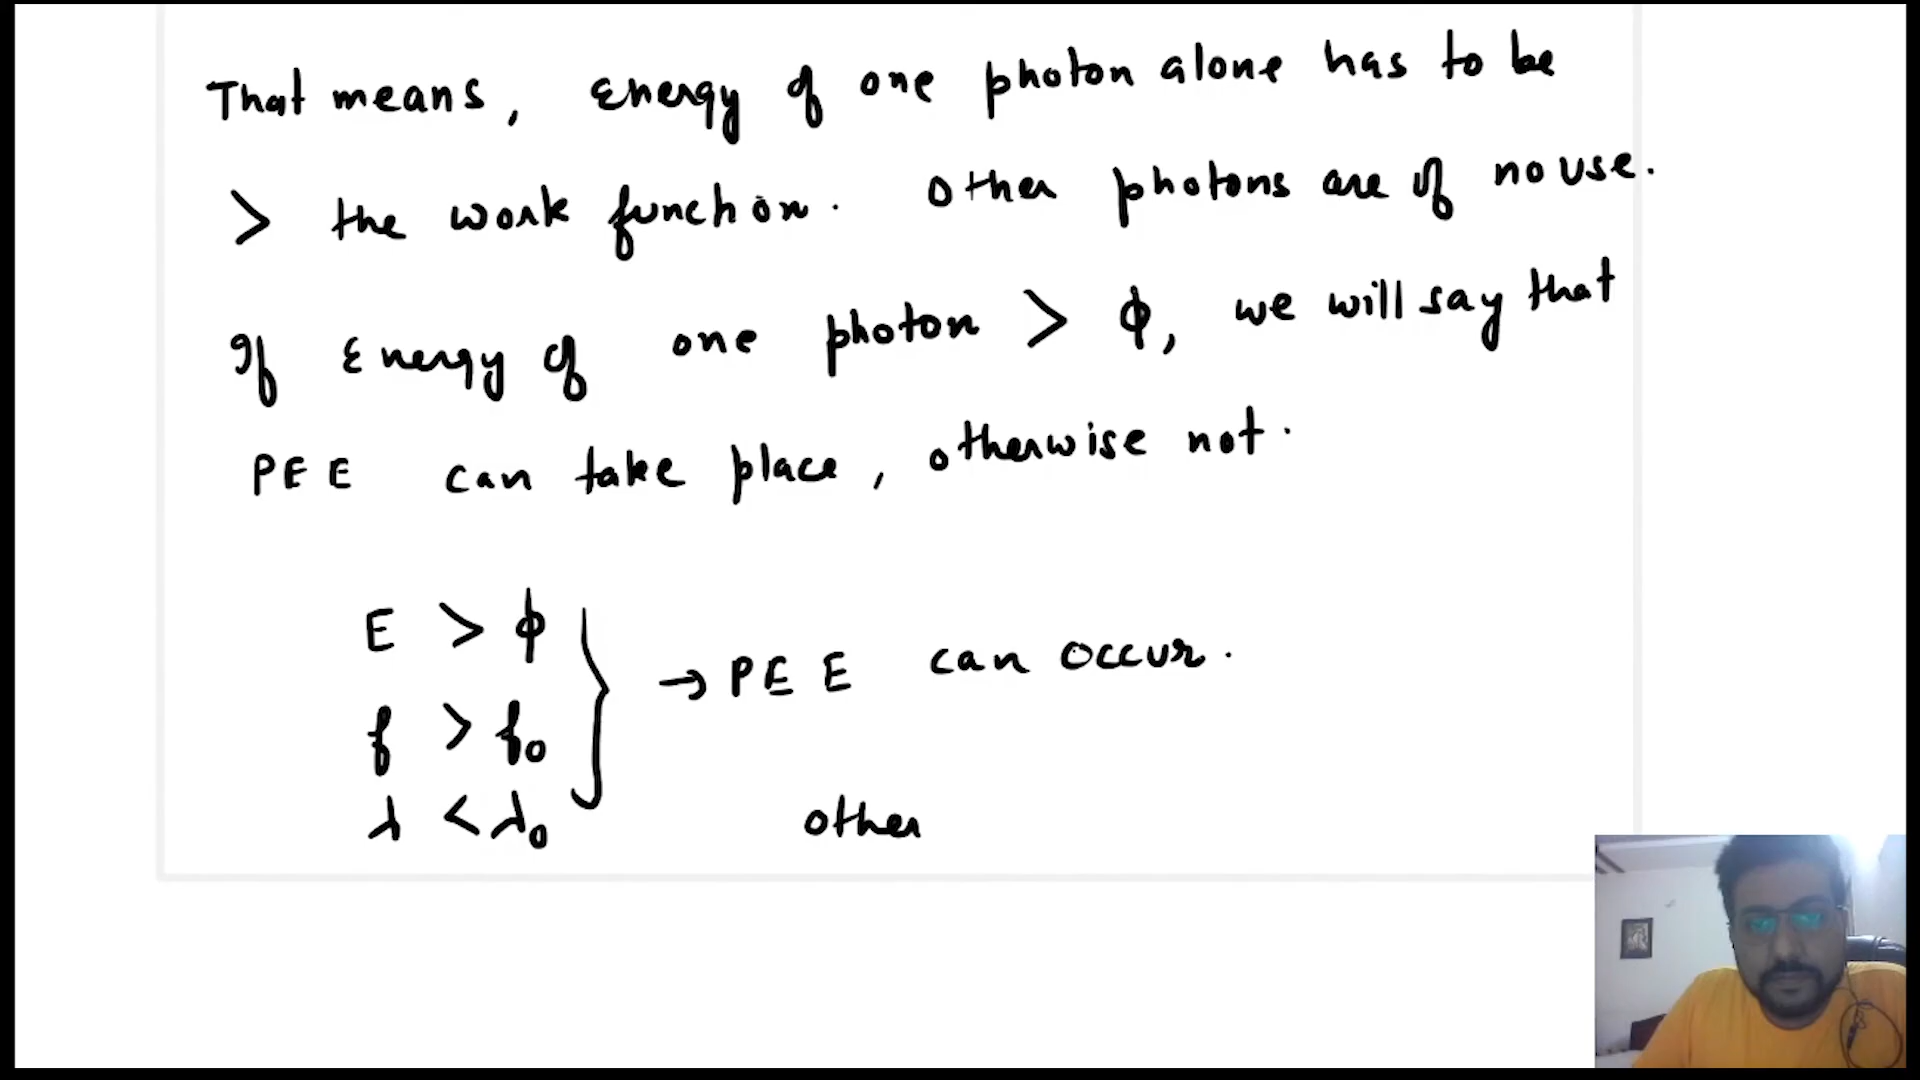 That means, Energy of one photon alone has to be
> the work function. Other photons are of no use.
If Energy of one photon > ϕ, we will say that
PEE can take place, otherwise not.
E > ϕ
f > f₀ } → PEE can occur.
λ < λ₀
other